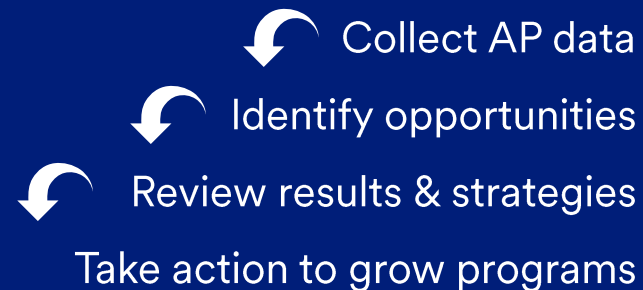 Collect AP data
Identify opportunities
Review results & strategies
Take action to grow programs